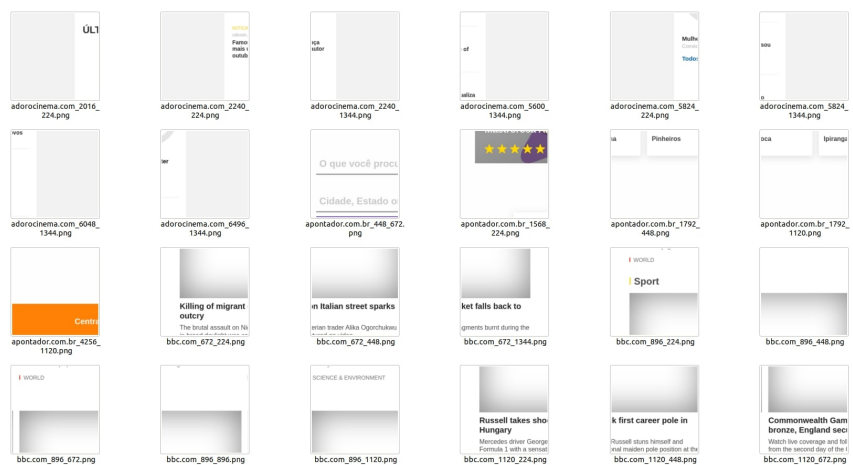 ÚLT
Famo
mais
outub
autor
of
ualiza
Mulhe
Todos
sou
o
adorocinema.com_2016_
224.png
adorocinema.com_2240_
224.png
adorocinema.com_2240_
1344.png
adorocinema.com_5600_
1344.png
adorocinema.com_5824_
224.png
adorocinema.com_5824_
1344.png
vos
ter
O que você procu
Cidade, Estado o
Pinheiros
oca
Ipiranga
adorocinema.com_6048_
1344.png
adorocinema.com_6496_
1344.png
apontador.com.br_448_672.
png
apontador.com.br_1568_
224.png
apontador.com.br_1792_
448.png
apontador.com.br_1792_
1120.png
Centra
Killing of migrant
outcry
The brutal assault on Ni
n Italian street sparks
erian trader Alika Ogorchukwu
ket falls back to
gments burnt during the
WORLD
Sport
apontador.com.br_4256_
1120.png
bbc.com_672_224.png
bbc.com_672_448.png
bbc.com_672_1344.png
bbc.com_896_224.png
bbc.com_896_448.png
WORLD
SCIENCE & ENVIRONMENT
Russell takes sho
Hungary
Mercedes driver George
Formula 1 with a sensat
k first career pole in
Russell stuns himself and
nal maiden pole position at the
Commonwealth Gam
bronze, England secu
Watch live coverage and fol
from the second day of the
bbc.com_896_672.png
bbc.com_896_896.png
bbc.com_896_1120.png
bbc.com_1120_224.png
bbc.com_1120_448.png
bbc.com_1120_672.png